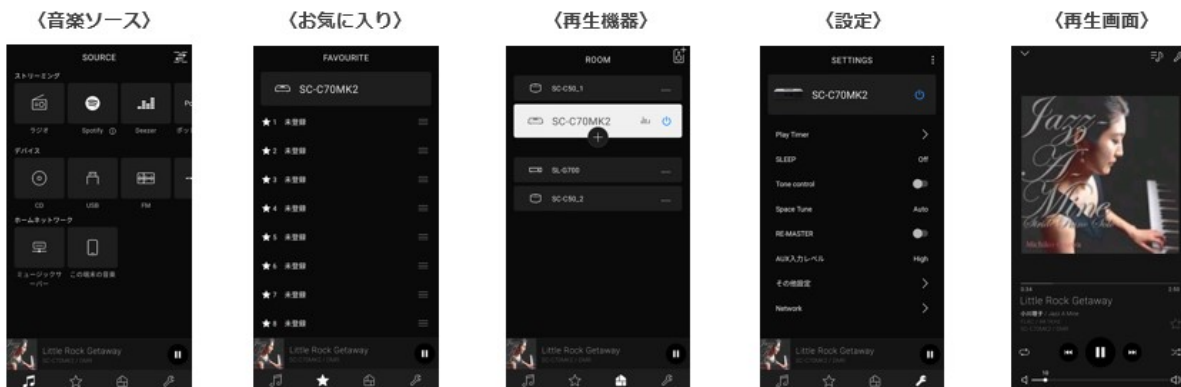 〈音楽ソース〉
SOURCE
ストリーミング
ラジオ
Spotify
Deezer
デバイス
CD
USB
FM
ホームネットワーク
ミュージックサ
ーバー
この端末の音楽
Little Rock Getaway
SC-C70MK2 / OMR
〈お気に入り〉
FAVOURITE
SC-C70MK2
★1 未登録
★2 未登録
★3 未登録
★4 未登録
★5 未登録
★6 未登録
★7 未登録
★8 未登録
Little Rock Getaway
〈再生機器〉
ROOM
SC-C50_1
SC-C70MK2
SL-G700
SC-C50_2
Little Rock Getaway
〈設定〉
SETTINGS
SC-C70MK2
Play Timer
SLEEP Off
Tone control
Space Tune Auto
RE-MASTER
AUX入力レベル High
その他設定
Network
Little Rock Getaway
〈再生画面〉
Jazz-
A-
Mine
Little Rock Getaway
16